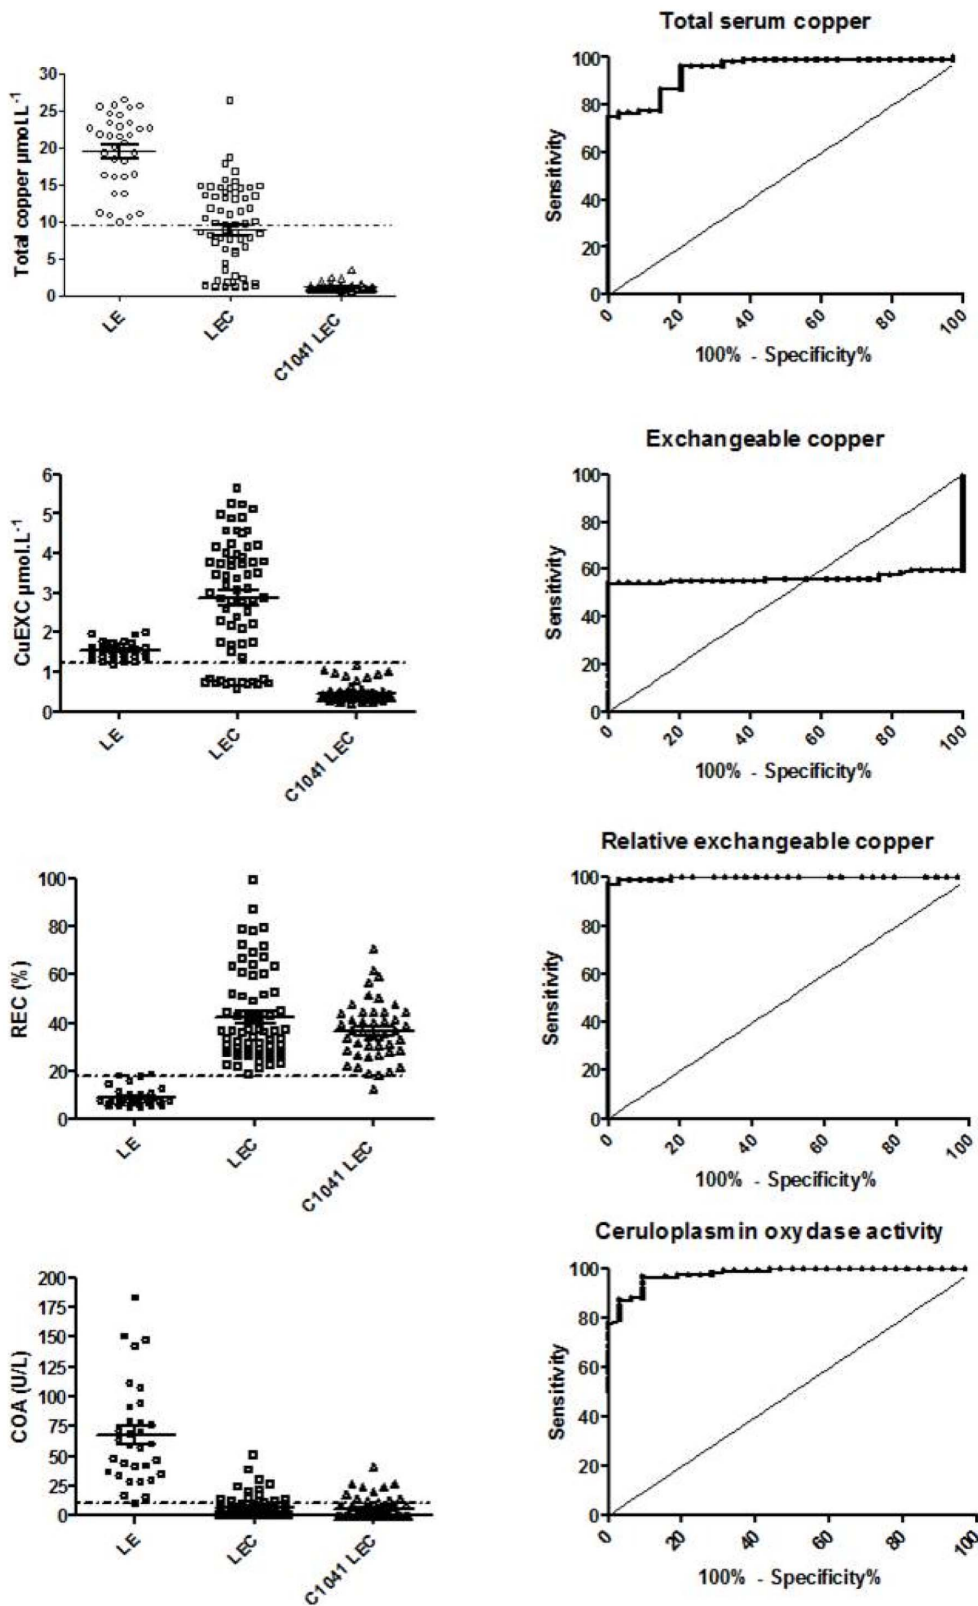 Total serum copper
Total copper µmol.L-1
30
25
20
15
10
5
0
LE
LEC
C1041 LEC
Sensitivity
100
80
60
40
20
0
0 20 40 60 80 100
100% - Specificity%
Exchangeable copper
CuEXC µmol.L-1
6
5
4
3
2
1
0
LE
LEC
C1041 LEC
Sensitivity
100
80
60
40
20
0
0 20 40 60 80 100
100% - Specificity%
Relative exchangeable copper
REC (%)
100
80
60
40
20
0
LE
LEC
C1041 LEC
Sensitivity
100
80
60
40
20
0
0 20 40 60 80 100
100% - Specificity%
Ceruloplasmin oxydase activity
COA (U/L)
200
175
150
125
100
75
50
25
0
LE
LEC
C1041 LEC
Sensitivity
100
80
60
40
20
0
0 20 40 60 80 100
100% - Specificity%